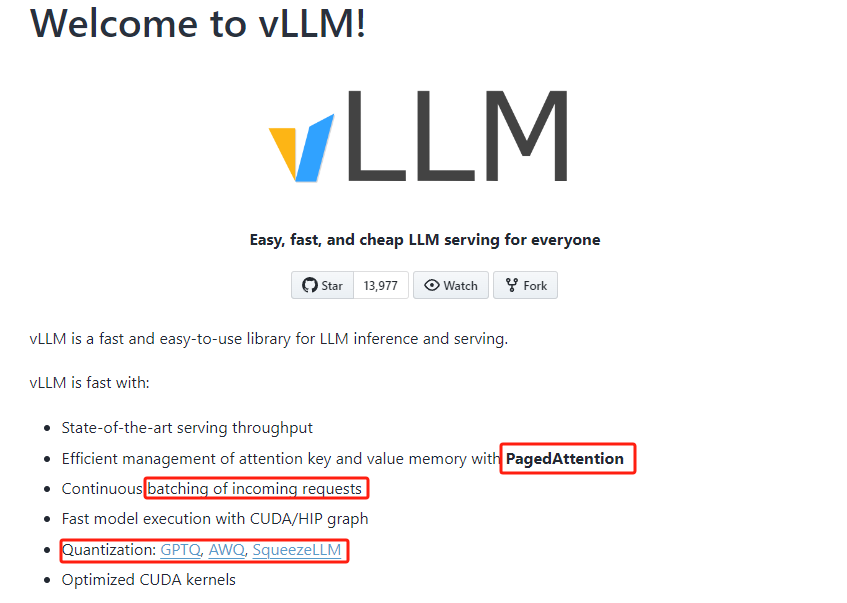 Welcome to vLLM!
vLLM
Easy, fast, and cheap LLM serving for everyone
Star 13,977 Watch Fork
vLLM is a fast and easy-to-use library for LLM inference and serving.
vLLM is fast with:
• State-of-the-art serving throughput
• Efficient management of attention key and value memory with PagedAttention
• Continuous batching of incoming requests
• Fast model execution with CUDA/HIP graph
• Quantization: GPTQ, AWQ, SqueezeLLM
• Optimized CUDA kernels